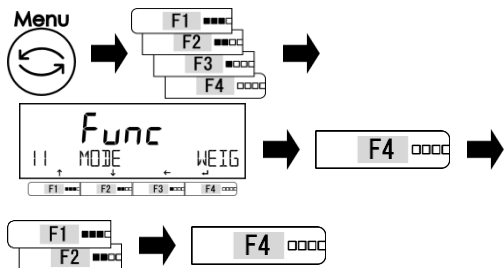 Menu
F1
F2
F3
F4
Func
11 MODE WEIG
↑ ↓ ← ↵
F1 F2 F3 F4
F4
F1
F2
F4